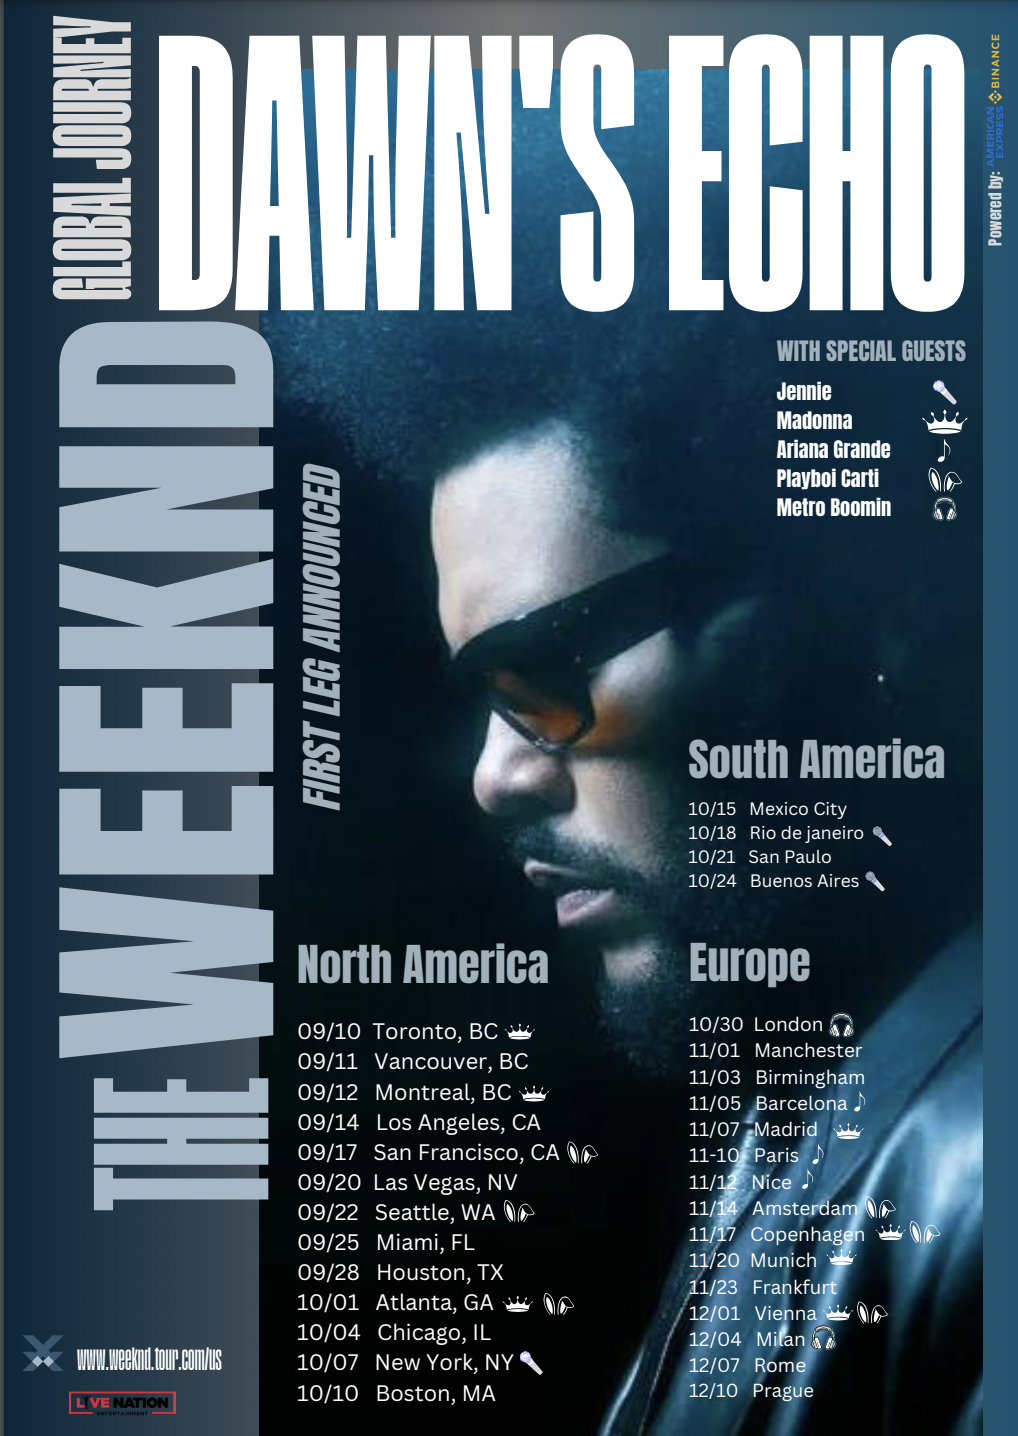 GLOBAL JOURNEY
DAWN'S ECHO
Powered by: AMERICAN EXPRESS BINANCE
THE WEEKND
FIRST LEG ANNOUNCED
WITH SPECIAL GUESTS
Jennie
Madonna
Ariana Grande
Playboi Carti
Metro Boomin
South America
10/15 Mexico City
10/18 Rio de janeiro
10/21 San Paulo
10/24 Buenos Aires
North America
09/10 Toronto, BC
09/11 Vancouver, BC
09/12 Montreal, BC
09/14 Los Angeles, CA
09/17 San Francisco, CA
09/20 Las Vegas, NV
09/22 Seattle, WA
09/25 Miami, FL
09/28 Houston, TX
10/01 Atlanta, GA
10/04 Chicago, IL
10/07 New York, NY
10/10 Boston, MA
Europe
10/30 London
11/01 Manchester
11/03 Birmingham
11/05 Barcelona
11/07 Madrid
11-10 Paris
11/12 Nice
11/14 Amsterdam
11/17 Copenhagen
11/20 Munich
11/23 Frankfurt
12/01 Vienna
12/04 Milan
12/07 Rome
12/10 Prague
www.weeknd.tour.com/us
LIVE NATION
ENTERTAINMENT